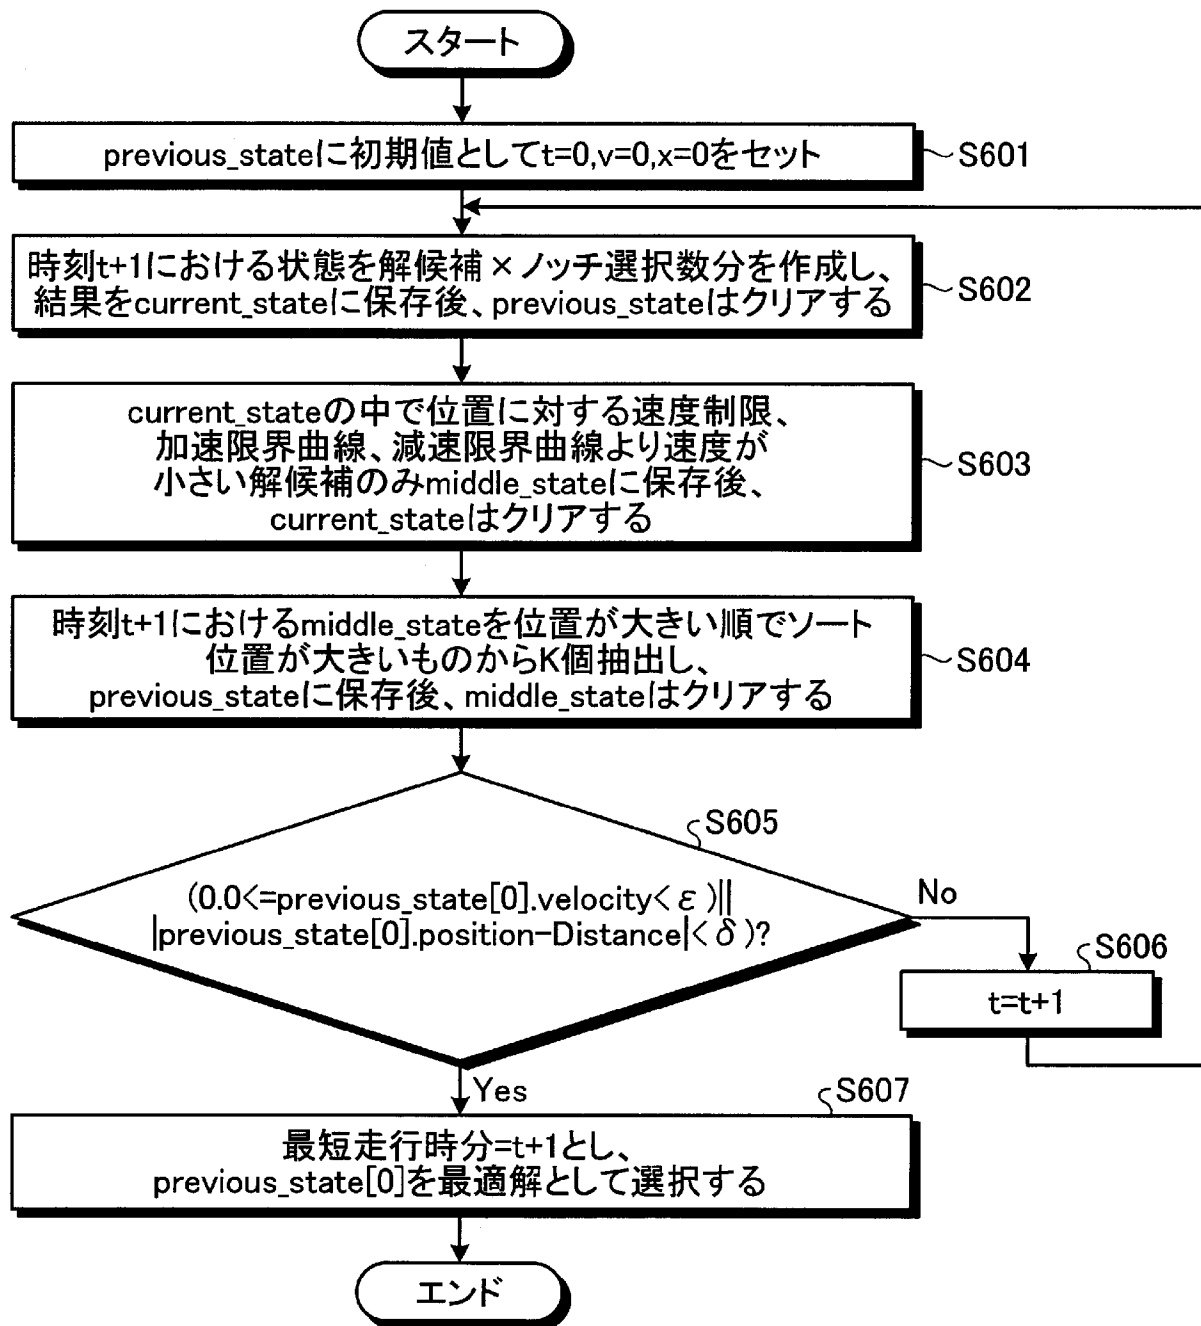 スタート
previous_stateに初期値としてt=0,v=0,x=0をセット
S601
時刻t+1における状態を解候補×ノッチ選択数分を作成し、
結果をcurrent_stateに保存後、previous_stateはクリアする
S602
current_stateの中で位置に対する速度制限、
加速限界曲線、減速限界曲線より速度が
小さい解候補のみmiddle_stateに保存後、
current_stateはクリアする
S603
時刻t+1におけるmiddle_stateを位置が大きい順でソート
位置が大きいものからK個抽出し、
previous_stateに保存後、middle_stateはクリアする
S604
S605
(0.0<=previous_state[0].velocity<ε)||
|previous_state[0].position-Distance|<δ)?
No
S606
t=t+1
Yes
S607
最短走行時分=t+1とし、
previous_state[0]を最適解として選択する
エンド